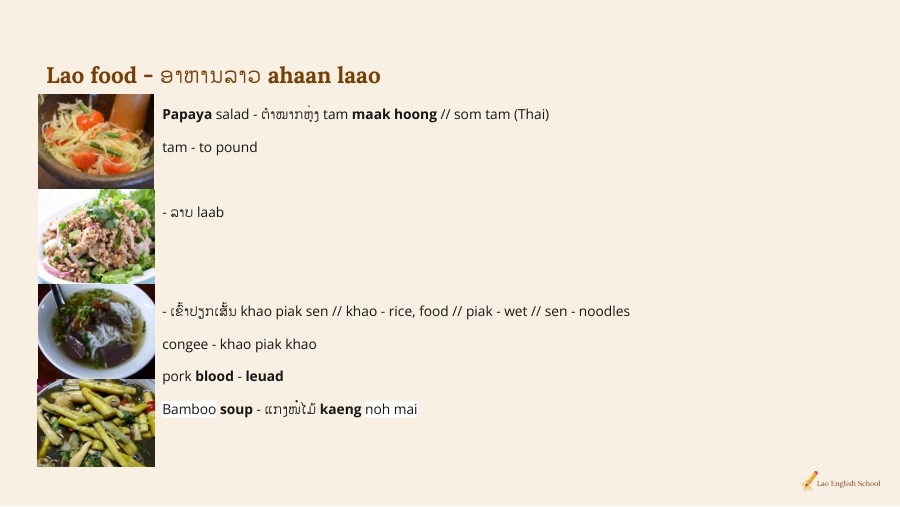 Lao food - ອາຫານລາວ ahaan laao
Papaya salad - ຕໍາໝາກຫຸ່ງ tam maak hoong // som tam (Thai)
tam - to pound
- ລາບ laab
- ເຂົ້າປຽກເສັ້ນ khao piak sen // khao - rice, food // piak - wet // sen - noodles
congee - khao piak khao
pork blood - leuad
Bamboo soup - ແກງໜໍ່ໄມ້ kaeng noh mai
Lao English School